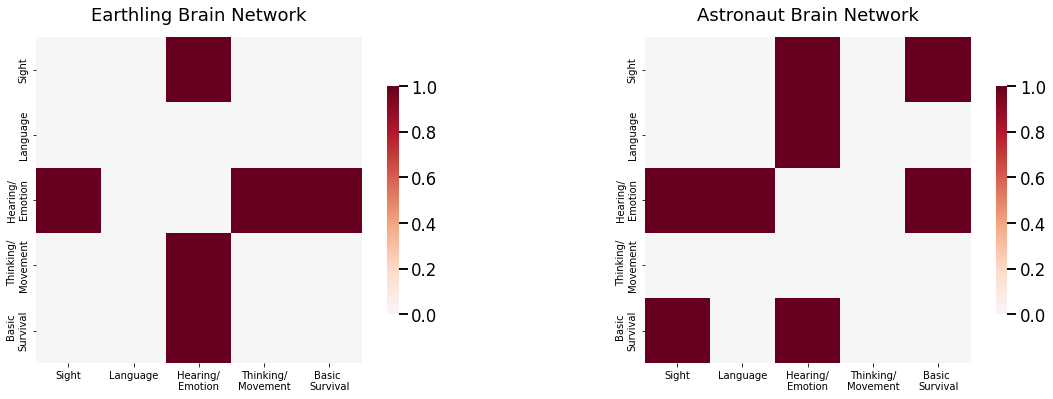 Earthling Brain Network
Sight
Language
Hearing/
Emotion
Thinking/
Movement
Basic
Survival
Sight
Language
Hearing/
Emotion
Thinking/
Movement
Basic
Survival
1.0
0.8
0.6
0.4
0.2
0.0
Astronaut Brain Network
Sight
Language
Hearing/
Emotion
Thinking/
Movement
Basic
Survival
Sight
Language
Hearing/
Emotion
Thinking/
Movement
Basic
Survival
1.0
0.8
0.6
0.4
0.2
0.0